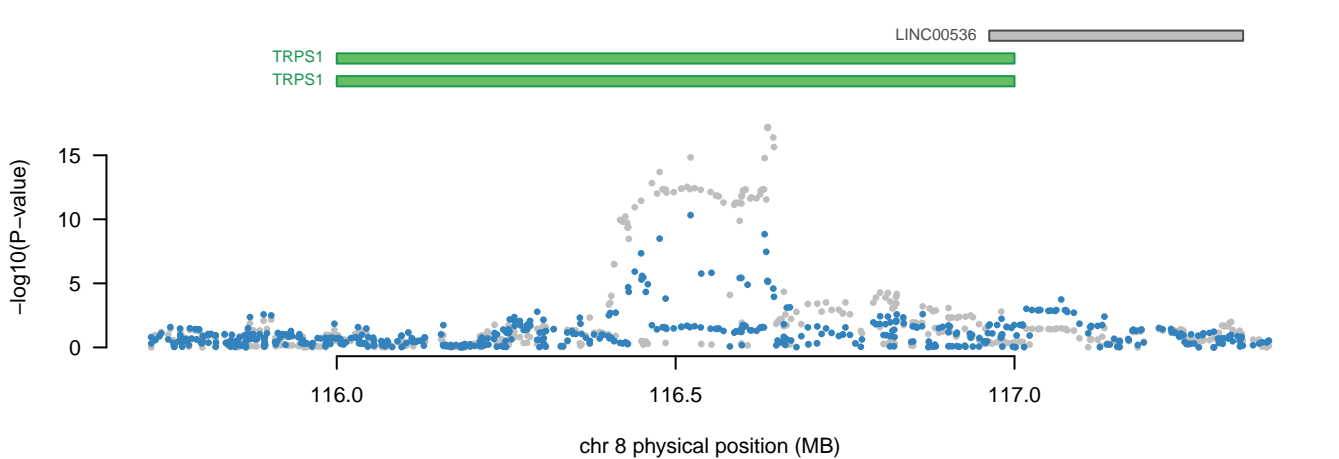 LINC00536
TRPS1
TRPS1
−log10(P−value)
15
10
5
0
116.0 116.5 117.0
chr 8 physical position (MB)